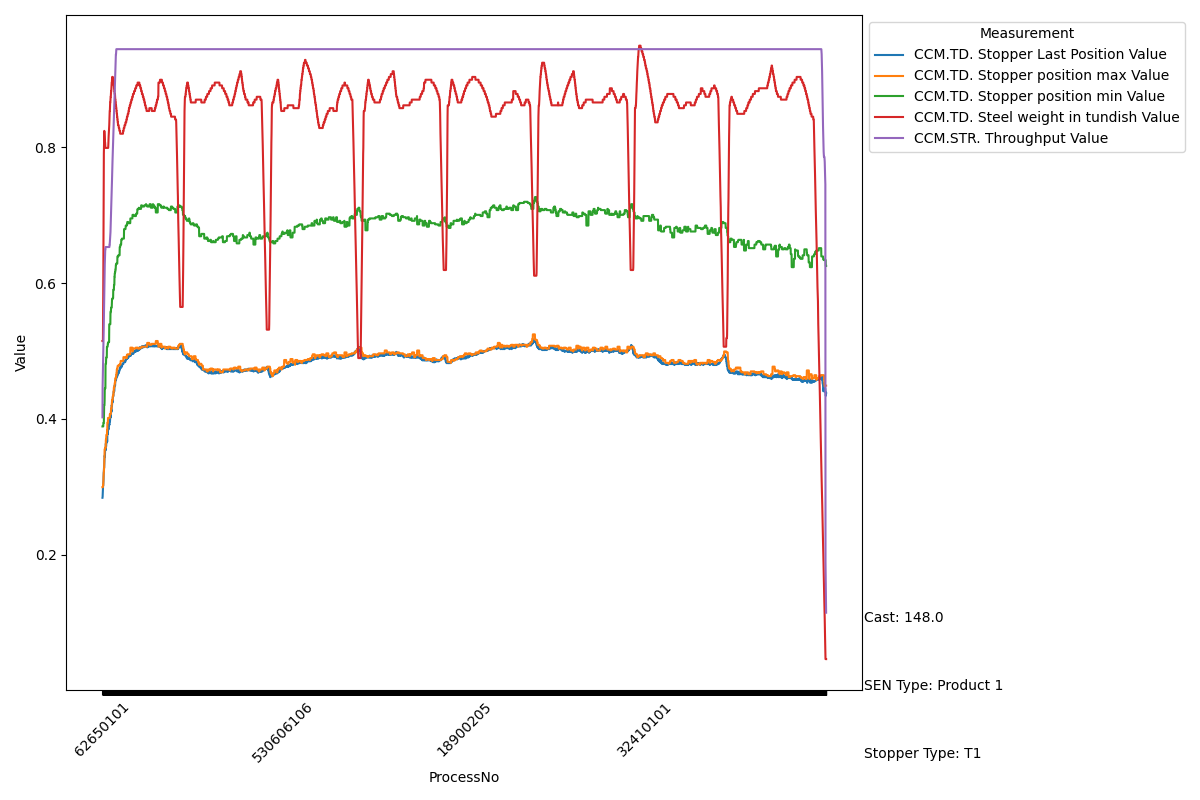 Measurement
CCM.TD. Stopper Last Position Value
CCM.TD. Stopper position max Value
CCM.TD. Stopper position min Value
CCM.TD. Steel weight in tundish Value
CCM.STR. Throughput Value
0.8
0.6
0.4
0.2
Value
62650101
530606106
18900205
32410101
ProcessNo
Cast: 148.0
SEN Type: Product 1
Stopper Type: T1